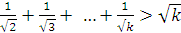 1/√2 + 1/√3 + ... + 1/√k > √k